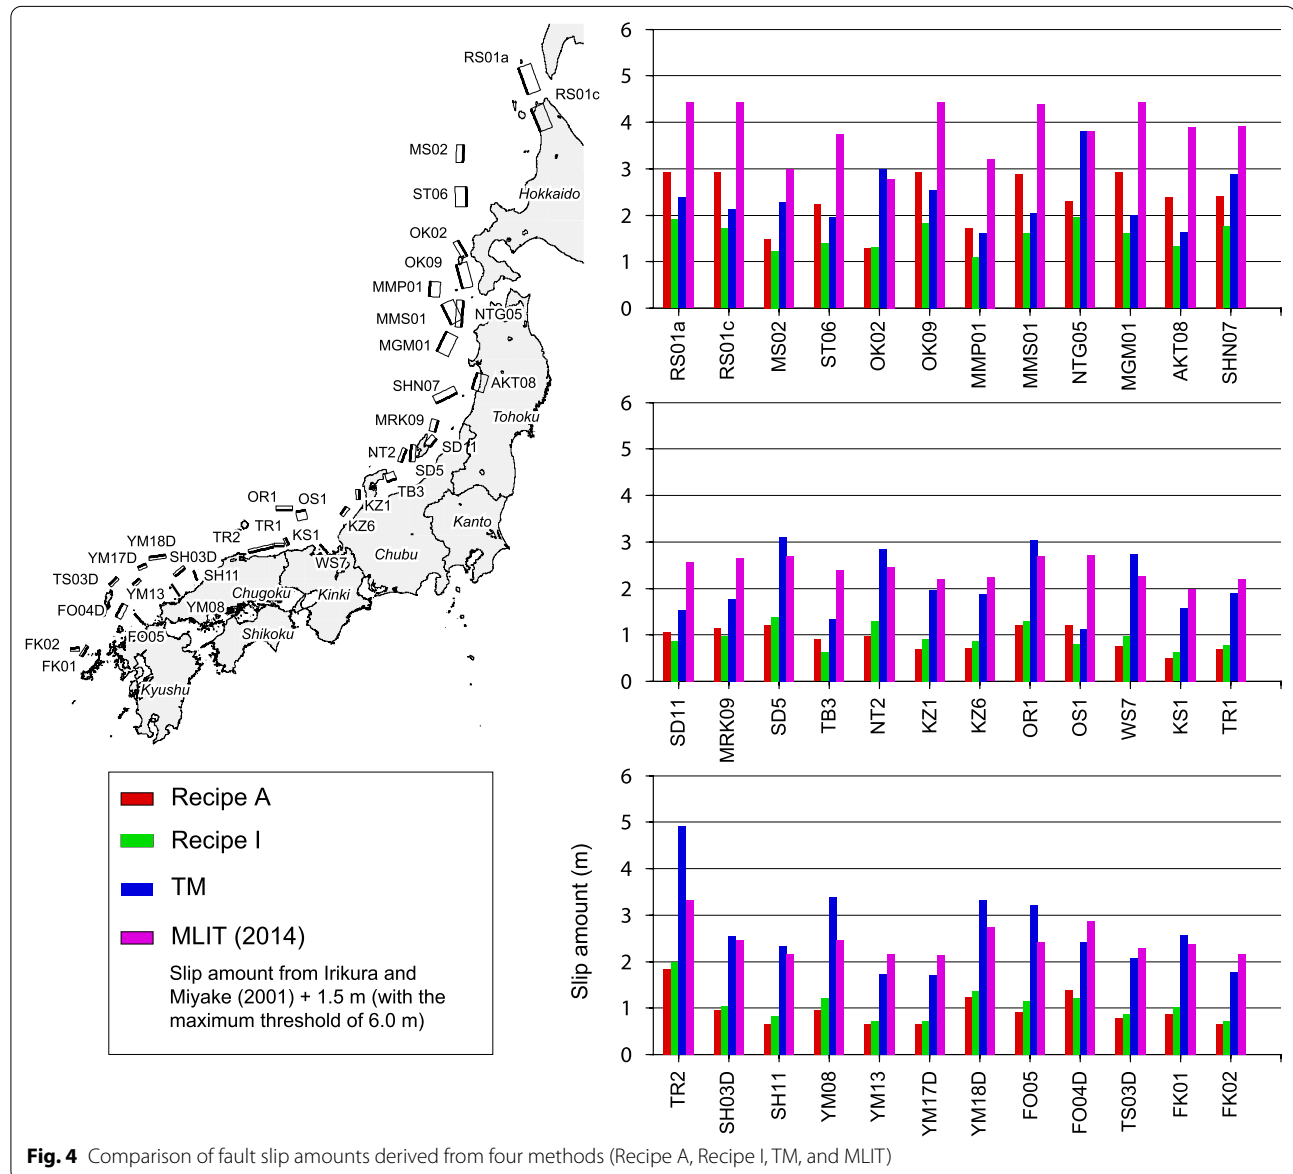 RS01a
RS01c
MS02
ST06
Hokkaido
OK02
OK09
MMP01
MMS01
NTG05
MGM01
SHN07
AKT08
MRK09
Tohoku
NT2
SD11
SD5
TB3
OR1
OS1
KZ1
KZ6
Kanto
TR2
TR1
KS1
YM18D
YM17D
SH03D
WS7
Chubu
TS03D
SH11
YM13
Chugoku
Kinki
FO04D
YM08
Shikoku
FO05
FK02
FK01
Kyushu
Recipe A
Recipe I
TM
MLIT (2014)
Slip amount from Irikura and
Miyake (2001) + 1.5 m (with the
maximum threshold of 6.0 m)
6
5
4
3
2
1
0
RS01a
RS01c
MS02
ST06
OK02
OK09
MMP01
MMS01
NTG05
MGM01
AKT08
SHN07
6
5
4
3
2
1
0
SD11
MRK09
SD5
TB3
NT2
KZ1
KZ6
OR1
OS1
WS7
KS1
TR1
Slip amount (m)
6
5
4
3
2
1
0
TR2
SH03D
SH11
YM08
YM13
YM17D
YM18D
FO05
FO04D
TS03D
FK01
FK02
Fig. 4 Comparison of fault slip amounts derived from four methods (Recipe A, Recipe I, TM, and MLIT)